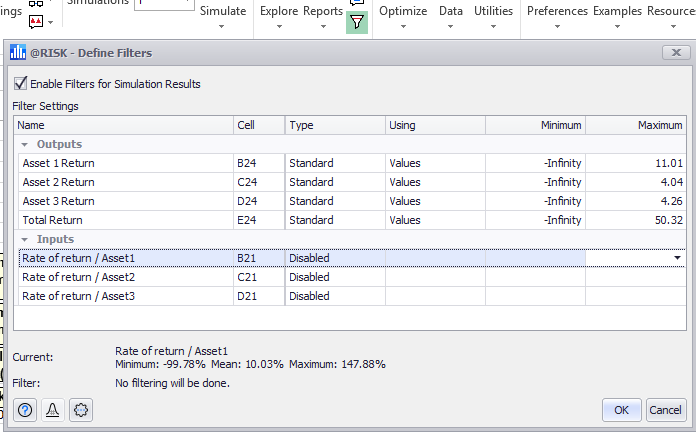 ings Simulations 1 Simulate Explore Reports Optimize Data Utilities Preferences Examples Resource
@RISK - Define Filters
Enable Filters for Simulation Results
Filter Settings
Name Cell Type Using Minimum Maximum
Outputs
Asset 1 Return B24 Standard Values -Infinity 11.01
Asset 2 Return C24 Standard Values -Infinity 4.04
Asset 3 Return D24 Standard Values -Infinity 4.26
Total Return E24 Standard Values -Infinity 50.32
Inputs
Rate of return / Asset1 B21 Disabled
Rate of return / Asset2 C21 Disabled
Rate of return / Asset3 D21 Disabled
Current: Rate of return / Asset1
Minimum: -99.78% Mean: 10.03% Maximum: 147.88%
Filter: No filtering will be done.
OK Cancel